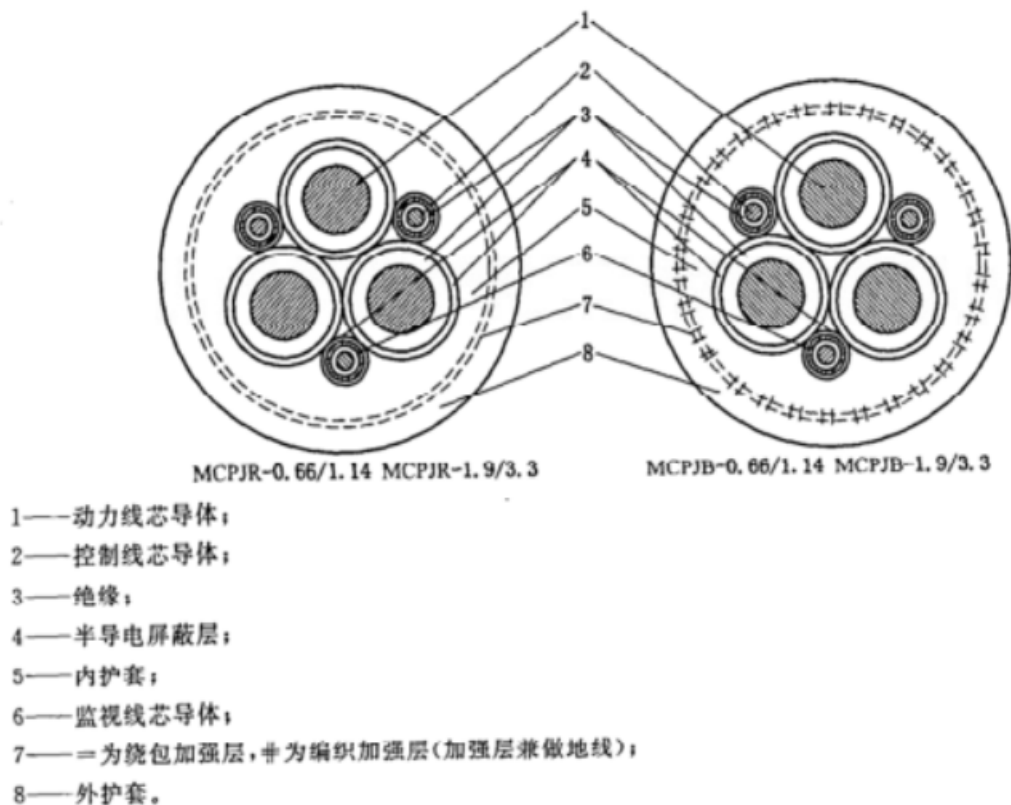 1
2
3
4
5
6
7
8
MCPJR-0.66/1.14 MCPJR-1.9/3.3
MCPJB-0.66/1.14 MCPJB-1.9/3.3
1——动力线芯导体;
2——控制线芯导体;
3——绝缘;
4——半导电屏蔽层;
5——内护套;
6——监视线芯导体;
7——=为绕包加强层,⧺为编织加强层(加强层兼做地线);
8——外护套。